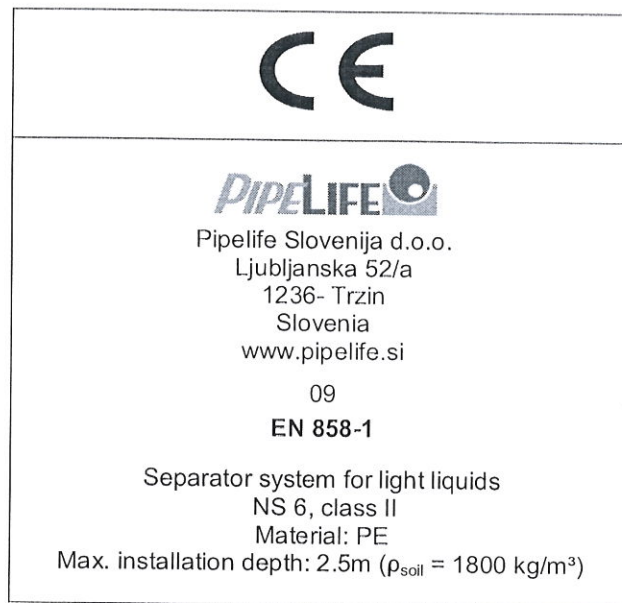 CE
PIPELIFE
Pipelife Slovenija d.o.o.
Ljubljanska 52/a
1236- Trzin
Slovenia
www.pipelife.si
09
EN 858-1
Separator system for light liquids
NS 6, class II
Material: PE
Max. installation depth: 2.5m (ρsoil = 1800 kg/m³)